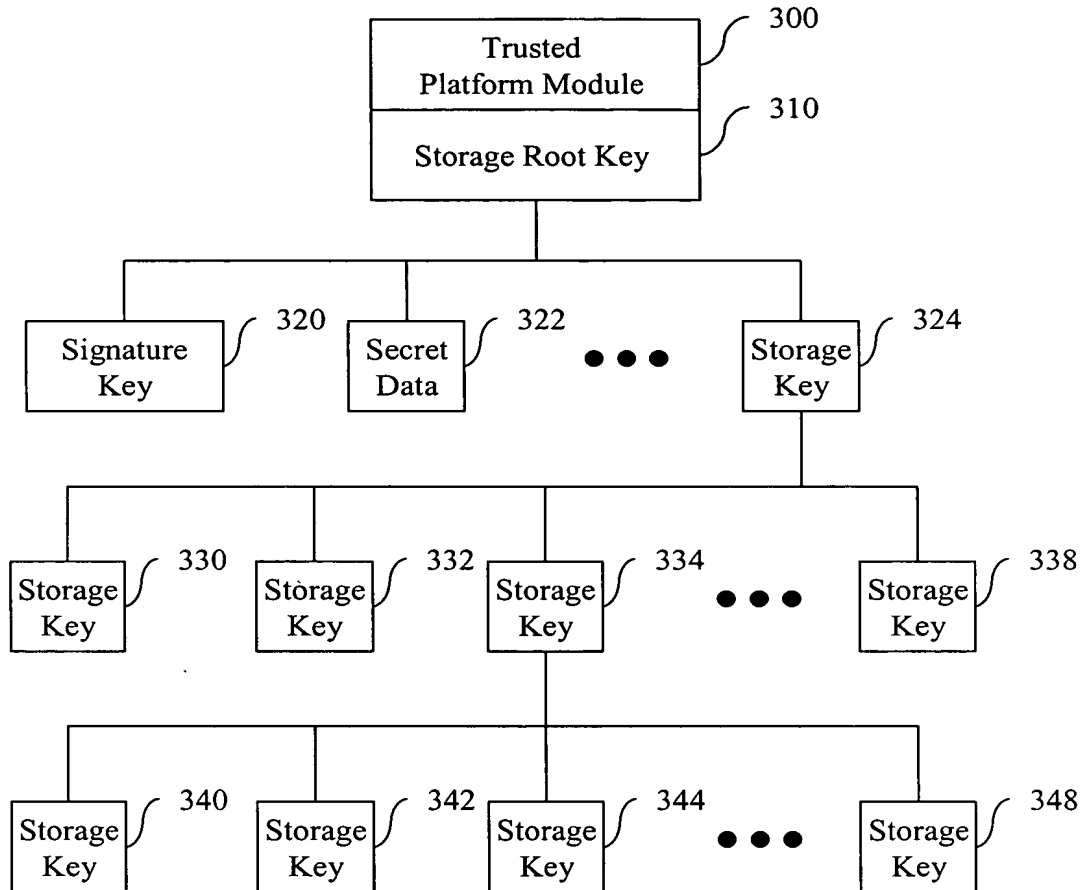 300
Trusted
Platform Module
310
Storage Root Key
320
322
324
Signature
Key
Secret
Data
Storage
Key
330
332
334
338
Storage
Key
Storage
Key
Storage
Key
Storage
Key
340
342
344
348
Storage
Key
Storage
Key
Storage
Key
Storage
Key